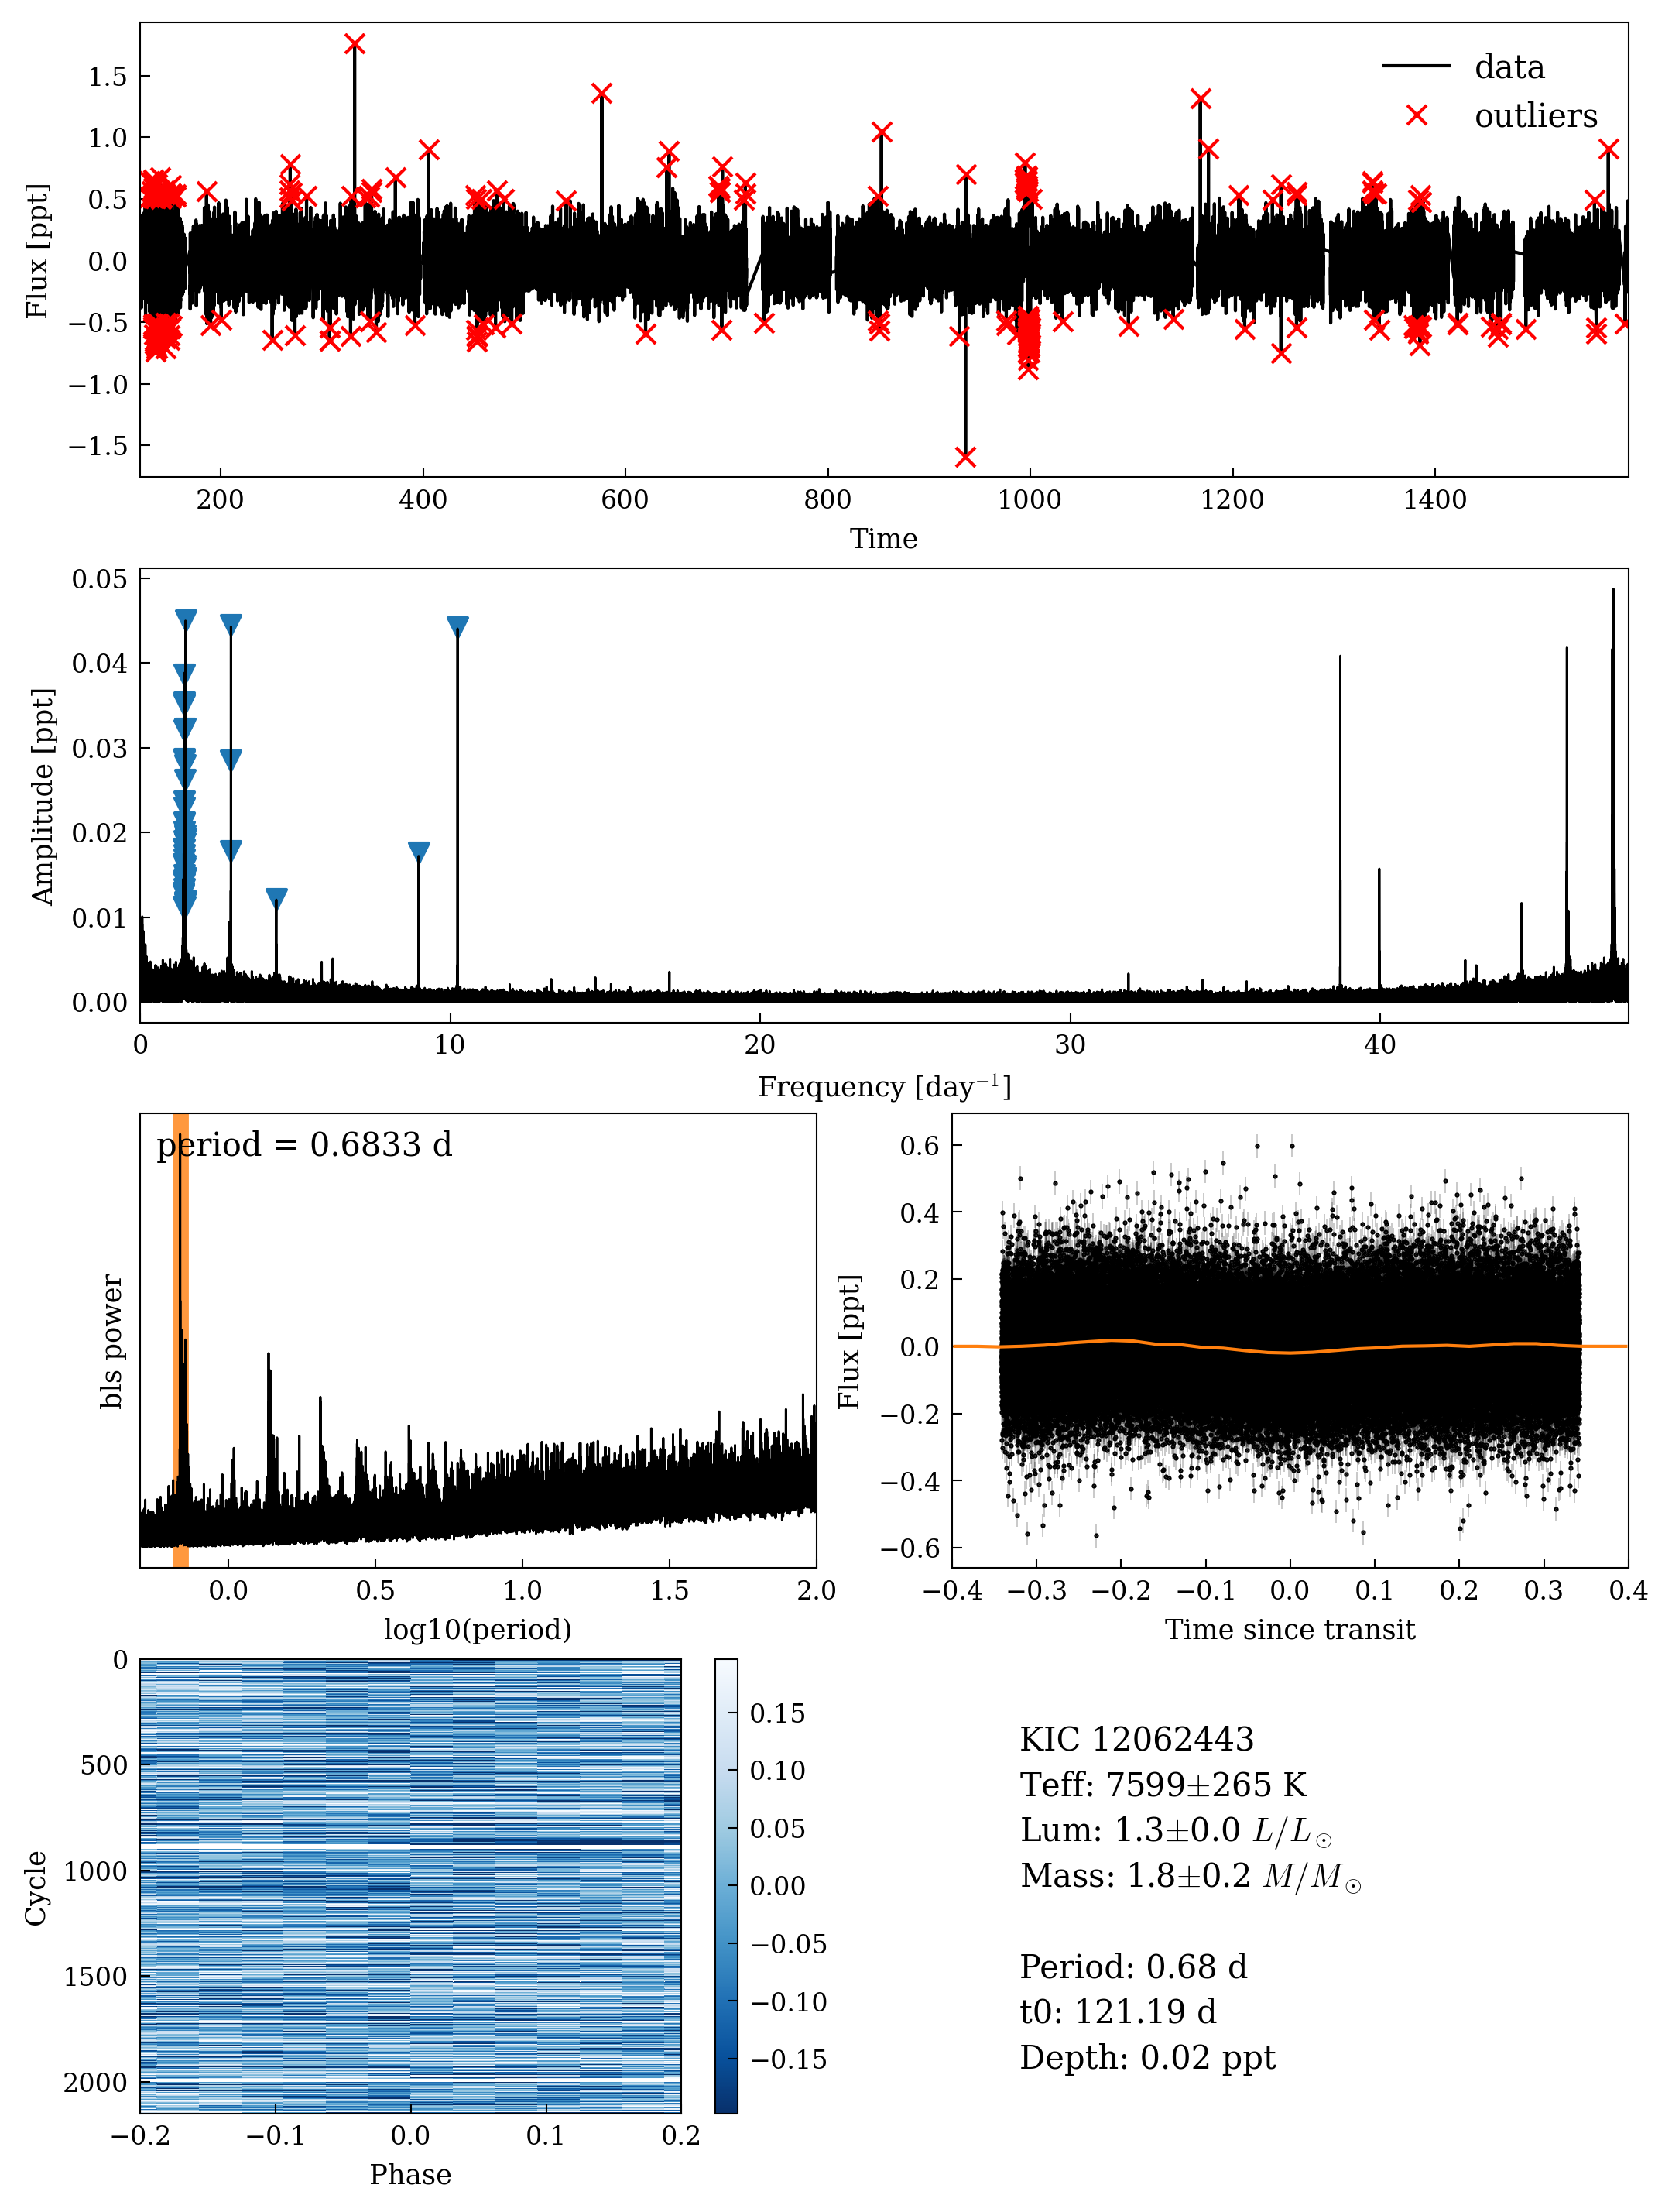 data
outliers
1.5
1.0
0.5
0.0
−0.5
−1.0
−1.5
Flux [ppt]
200 400 600 800 1000 1200 1400
Time
0.05
0.04
0.03
0.02
0.01
0.00
Amplitude [ppt]
0 10 20 30 40
Frequency [day⁻¹]
period = 0.6833 d
bls power
0.0 0.5 1.0 1.5 2.0
log10(period)
0.6
0.4
0.2
0.0
−0.2
−0.4
−0.6
Flux [ppt]
−0.4 −0.3 −0.2 −0.1 0.0 0.1 0.2 0.3 0.4
Time since transit
0
500
1000
1500
2000
Cycle
−0.2 −0.1 0.0 0.1 0.2
Phase
0.15
0.10
0.05
0.00
−0.05
−0.10
−0.15
KIC 12062443
Teff: 7599±265 K
Lum: 1.3±0.0 L/L☉
Mass: 1.8±0.2 M/M☉
Period: 0.68 d
t0: 121.19 d
Depth: 0.02 ppt